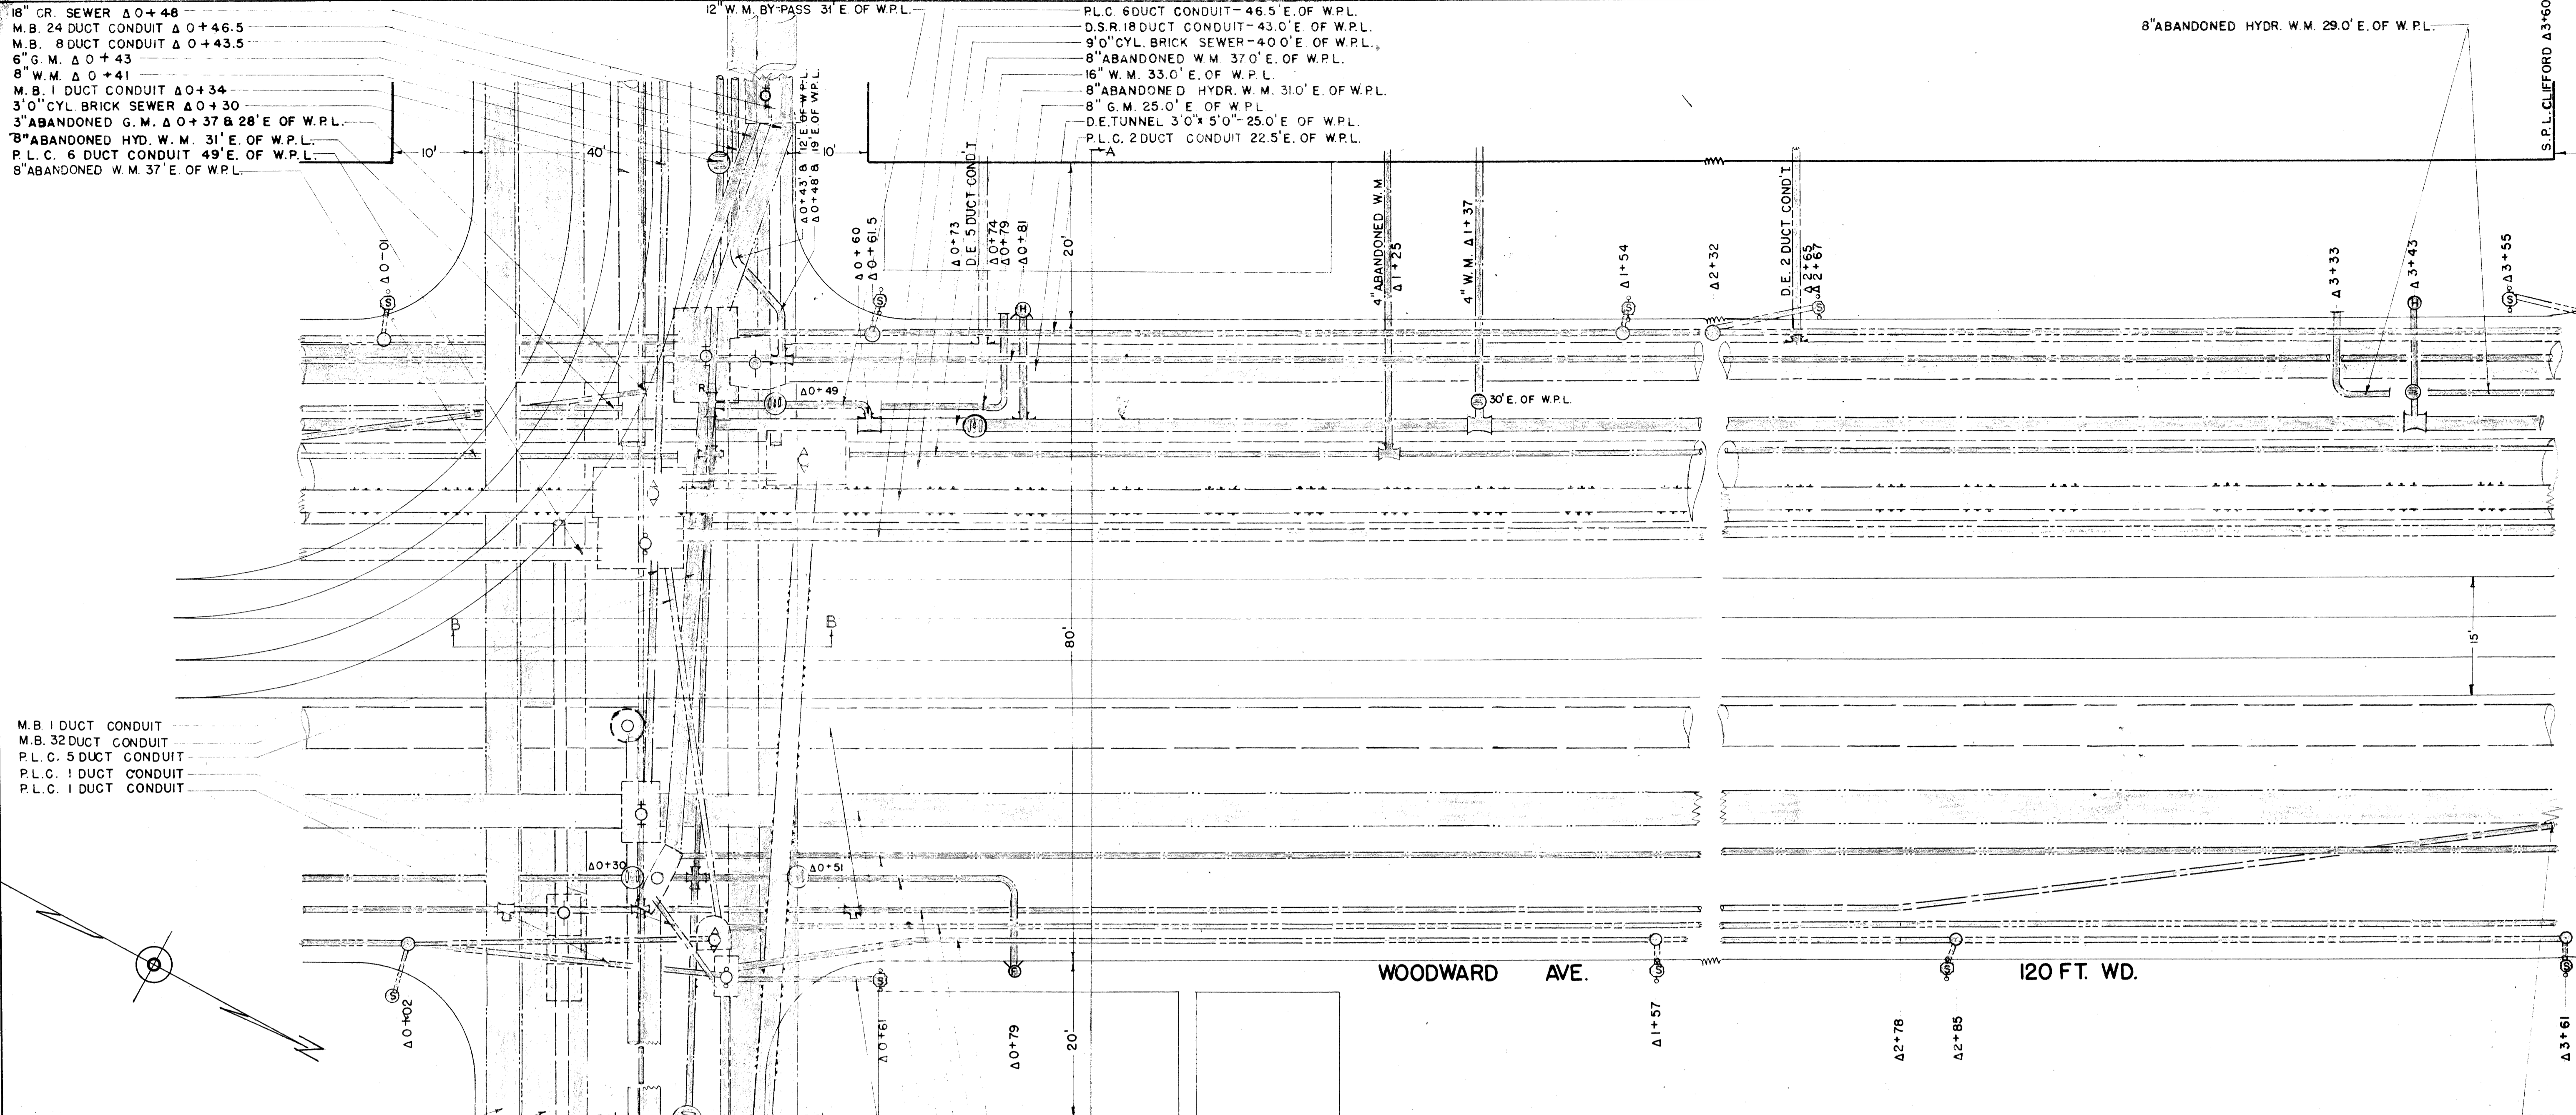 18" CR. SEWER Δ 0+48
M.B. 24 DUCT CONDUIT Δ 0+46.5
M.B. 8 DUCT CONDUIT Δ 0+43.5
6" G.M. Δ 0+43
8" W.M. Δ 0+41
M.B. 1 DUCT CONDUIT Δ 0+34
3'0" CYL. BRICK SEWER Δ 0+30
3" ABANDONED G.M. Δ 0+37 & 28' E OF W.P.L.
8" ABANDONED HYD. W.M. 31' E. OF W.P.L.
P.L.C. 6 DUCT CONDUIT 49' E. OF W.P.L.
8" ABANDONED W.M. 37' E. OF W.P.L.
12" W.M. BY-PASS 31' E. OF W.P.L.
P.L.C. 6 DUCT CONDUIT-46.5' E. OF W.P.L.
D.S.R. 18 DUCT CONDUIT-43.0' E. OF W.P.L.
9'0" CYL. BRICK SEWER-40.0' E. OF W.P.L.
8" ABANDONED W.M. 37.0' E. OF W.P.L.
16" W.M. 33.0' E. OF W.P.L.
8" ABANDONED HYDR. W.M. 31.0' E. OF W.P.L.
8" G.M. 25.0' E. OF W.P.L.
D.E. TUNNEL 3'0" x 5'0"-25.0' E. OF W.P.L.
P.L.C. 2 DUCT CONDUIT 22.5' E. OF W.P.L.
8" ABANDONED HYDR. W.M. 29.0' E. OF W.P.L.
S.P.L. CLIFFORD Δ 3+60
10'
40'
10'
A
Δ 0+43' & 12' E. OF W.P.L.
Δ 0+48' & 19' E. OF W.P.L.
Δ 0-01
S
Δ 0+60
Δ 0+61.5
S
Δ 0+73
D.E. 5 DUCT COND'T
Δ 0+74
Δ 0+79
Δ 0+81
H
20'
4" ABANDONED W.M
Δ 1+25
4" W.M. Δ 1+37
Δ 1+54
S
Δ 2+32
D.E. 2 DUCT COND'T
Δ 2+65
Δ 2+67
S
Δ 3+33
Δ 3+43
H
Δ 3+55
S
R
Δ 0+49
30' E. OF W.P.L.
B
B
80'
15'
M.B. 1 DUCT CONDUIT
M.B. 32 DUCT CONDUIT
P.L.C. 5 DUCT CONDUIT
P.L.C. 1 DUCT CONDUIT
P.L.C. 1 DUCT CONDUIT
Δ 0+30
Δ 0+51
WOODWARD AVE.
120 FT. WD.
S
Δ 0+02
S
Δ 0+61
Δ 0+79
20'
S
Δ 1+57
Δ 2+78
S
Δ 2+85
S
Δ 3+61